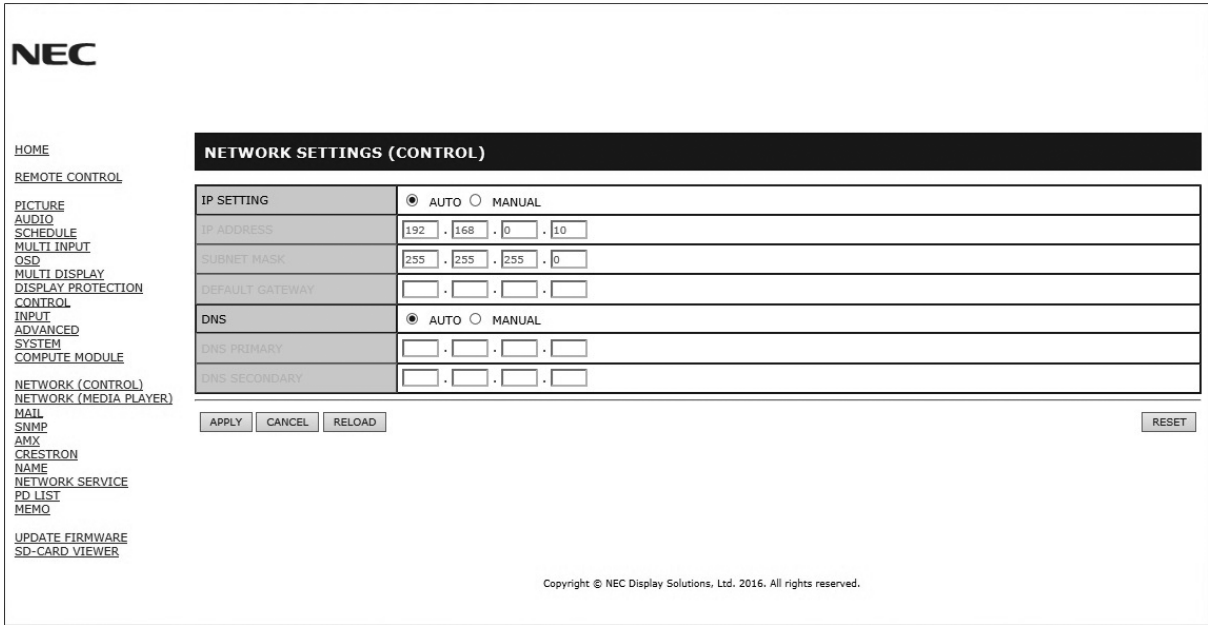 NEC
HOME
REMOTE CONTROL
PICTURE
AUDIO
SCHEDULE
MULTI INPUT
OSD
MULTI DISPLAY
DISPLAY PROTECTION
CONTROL
INPUT
ADVANCED
SYSTEM
COMPUTE MODULE
NETWORK (CONTROL)
NETWORK (MEDIA PLAYER)
MAIL
SNMP
AMX
CRESTRON
NAME
NETWORK SERVICE
PD LIST
MEMO
UPDATE FIRMWARE
SD-CARD VIEWER
NETWORK SETTINGS (CONTROL)
IP SETTING AUTO MANUAL
IP ADDRESS 192 . 168 . 0 . 10
SUBNET MASK 255 . 255 . 255 . 0
DEFAULT GATEWAY . . .
DNS AUTO MANUAL
DNS PRIMARY . . .
DNS SECONDARY . . .
APPLY CANCEL RELOAD RESET
Copyright © NEC Display Solutions, Ltd. 2016. All rights reserved.